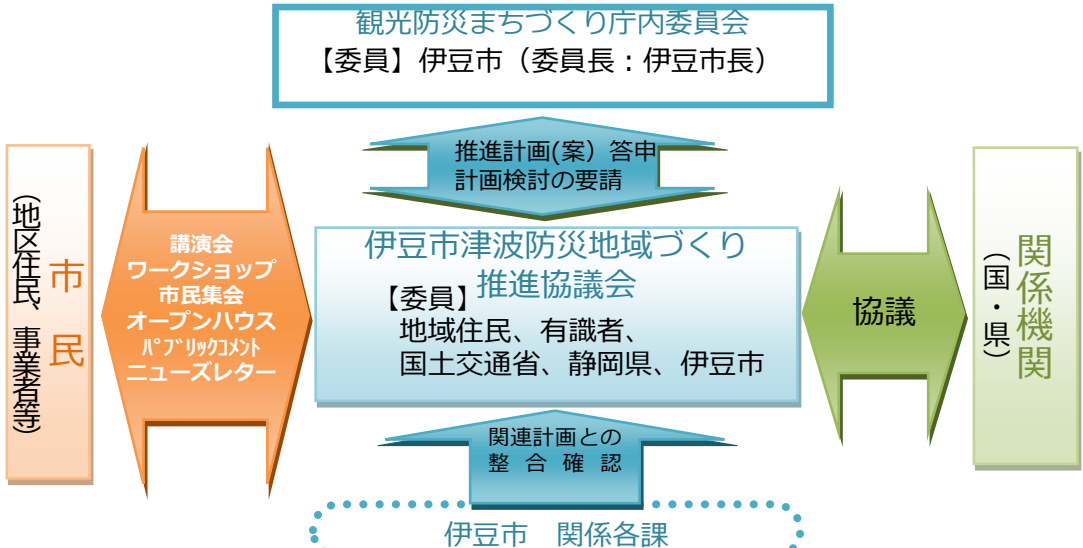 観光防災まちづくり庁内委員会
【委員】伊豆市（委員長：伊豆市長）
推進計画(案）答申
計画検討の要請
市民
（地区住民、事業者等）
講演会
ワークショップ
市民集会
オープンハウス
ﾊﾟﾌﾞﾘｯｸｺﾒﾝﾄ
ニューズレター
伊豆市津波防災地域づくり
推進協議会
【委員】
地域住民、有識者、
国土交通省、静岡県、伊豆市
協議
関係機関
（国・県）
関連計画との
整合確認
伊豆市　関係各課